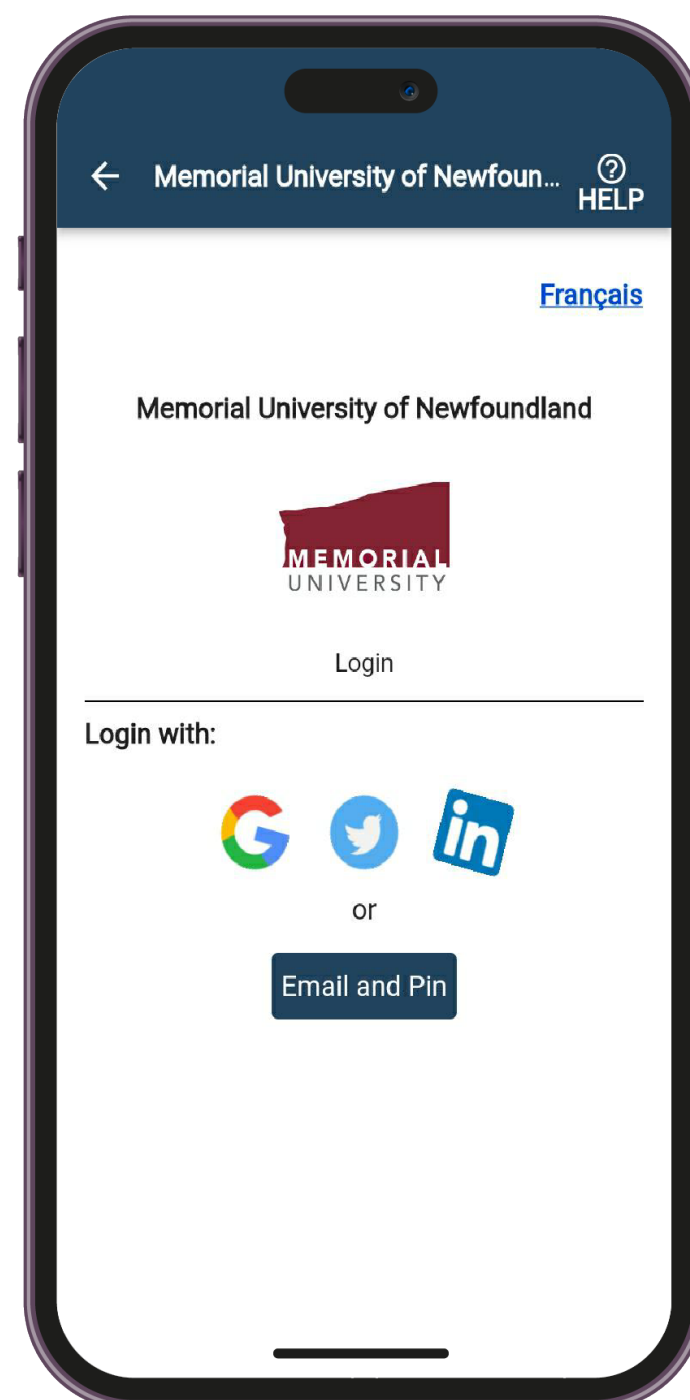 Memorial University of Newfoun...
HELP
Français
Memorial University of Newfoundland
MEMORIAL
UNIVERSITY
Login
Login with:
in
or
Email and Pin